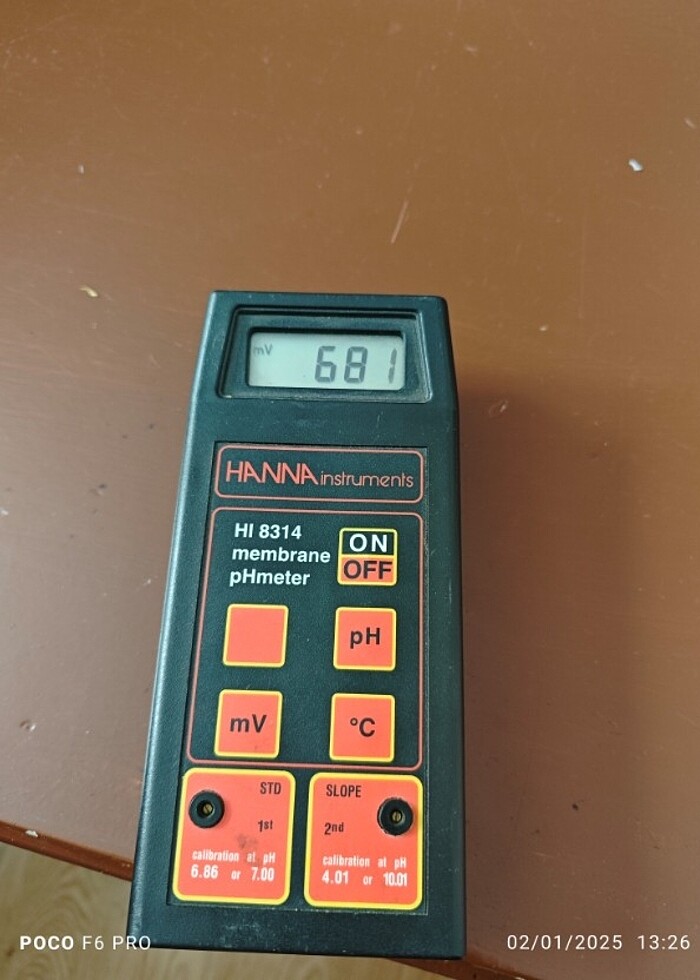 mV 681
HANNA instruments
HI 8314
membrane
pHmeter
ON
OFF
pH
mV
°C
STD
1st
calibration at pH
6.86 or 7.00
SLOPE
2nd
calibration at pH
4.01 or 10.01
POCO F6 PRO
02/01/2025 13:26